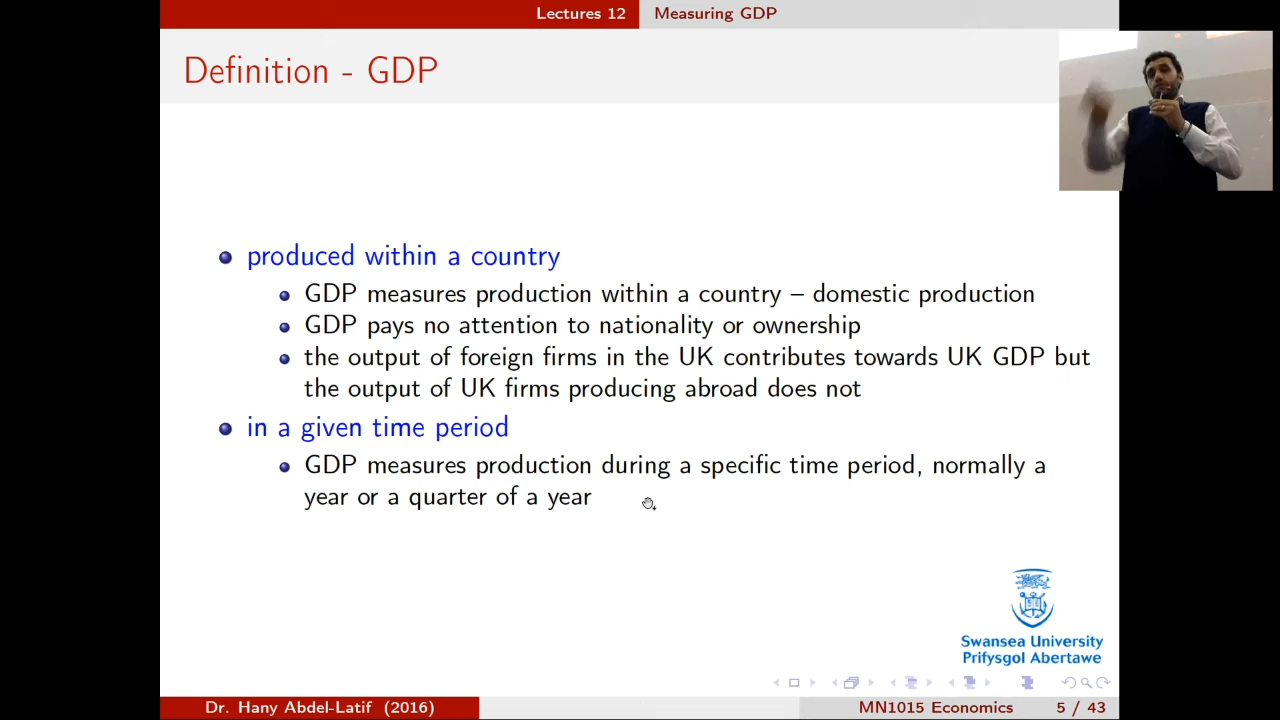 Lectures 12 Measuring GDP
Definition - GDP
produced within a country
GDP measures production within a country – domestic production
GDP pays no attention to nationality or ownership
the output of foreign firms in the UK contributes towards UK GDP but
the output of UK firms producing abroad does not
in a given time period
GDP measures production during a specific time period, normally a
year or a quarter of a year
Swansea University
Prifysgol Abertawe
Dr. Hany Abdel-Latif (2016) MN1015 Economics 5 / 43